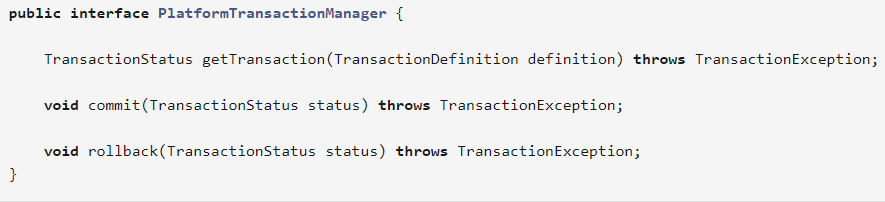 public interface PlatformTransactionManager {
TransactionStatus getTransaction(TransactionDefinition definition) throws TransactionException;
void commit(TransactionStatus status) throws TransactionException;
void rollback(TransactionStatus status) throws TransactionException;
}